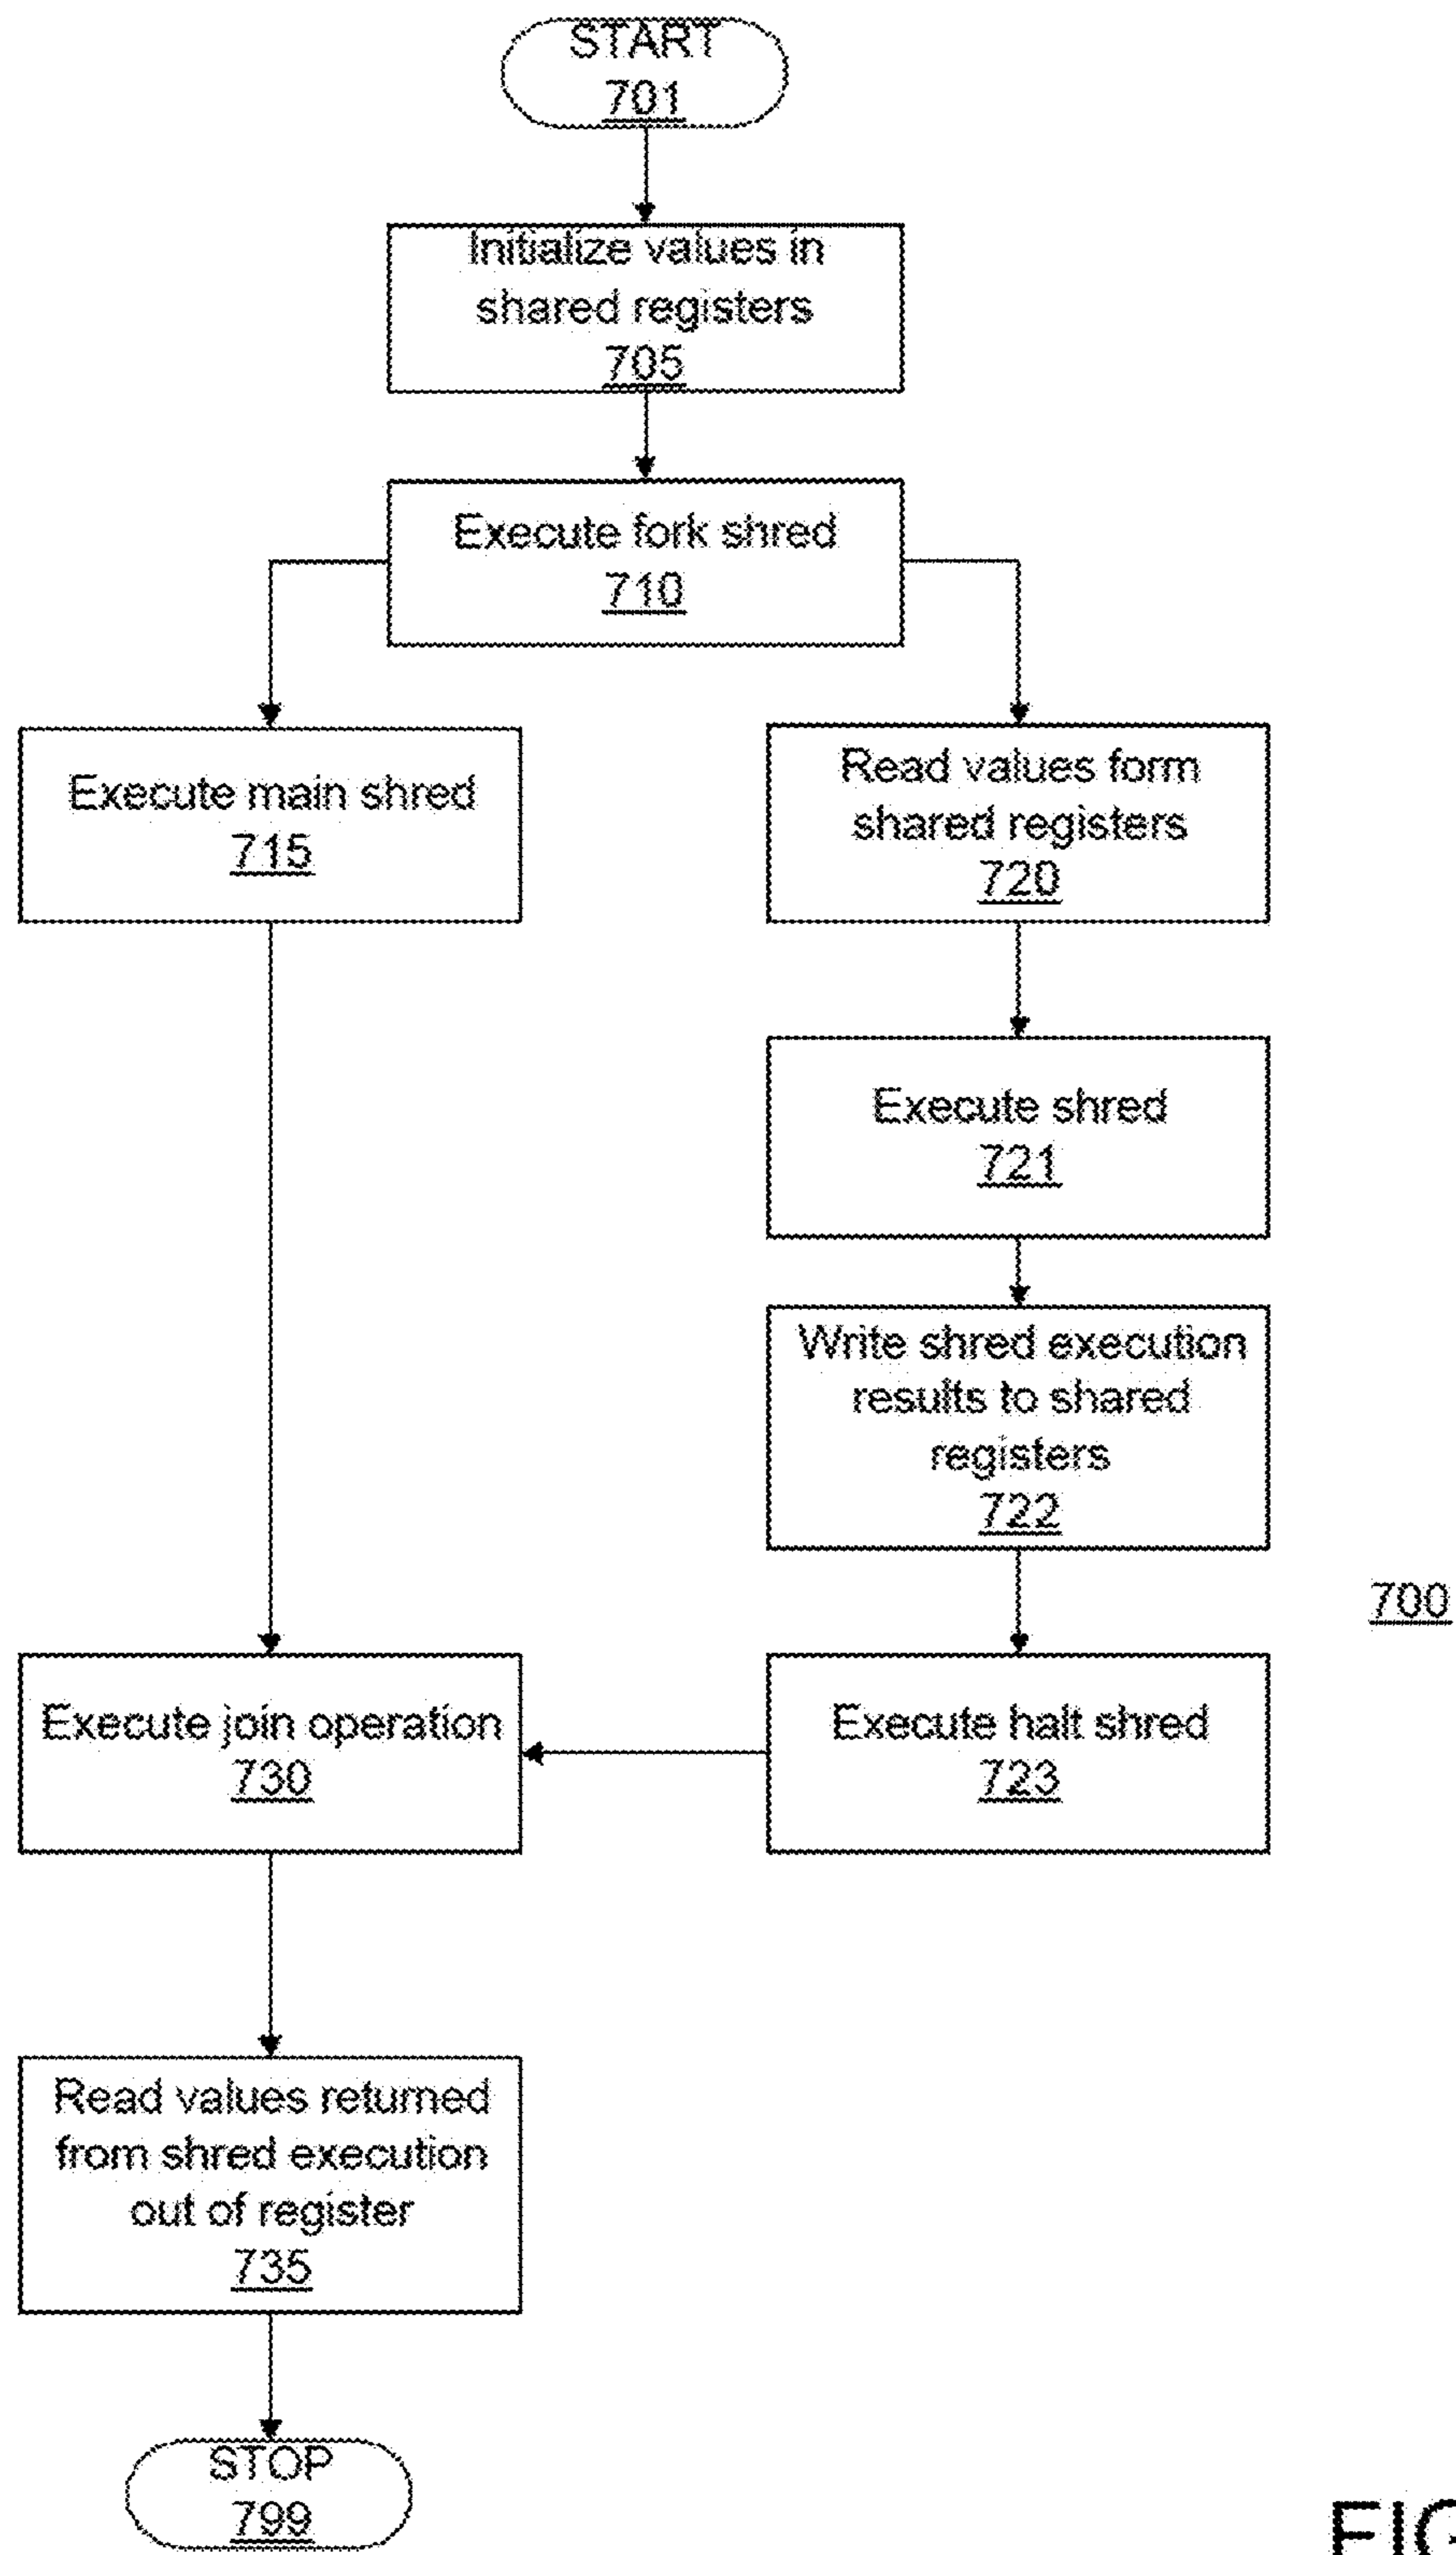 START
701
Initialize values in
shared registers
705
Execute fork shred
710
Execute main shred
715
Read values form
shared registers
720
Execute shred
721
Write shred execution
results to shared
registers
722
700
Execute join operation
730
Execute halt shred
723
Read values returned
from shred execution
out of register
735
STOP
799
FIG